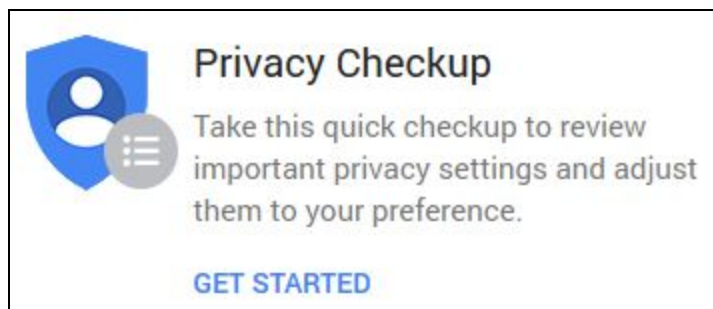 Privacy Checkup
Take this quick checkup to review
important privacy settings and adjust
them to your preference.
GET STARTED